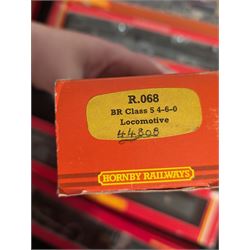 R.068
BR Class 5 4-6-0
Locomotive
44808
HORNBY RAILWAYS